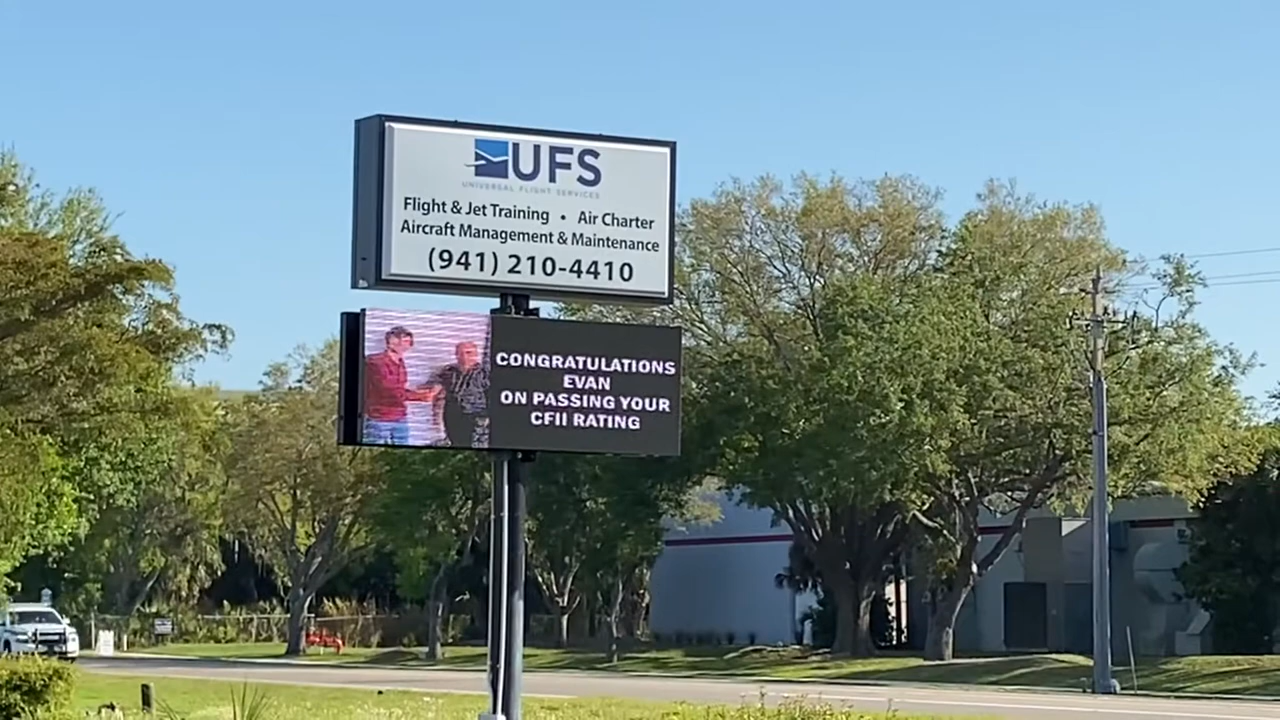 UFS
UNIVERSAL FLIGHT SERVICES
Flight & Jet Training • Air Charter
Aircraft Management & Maintenance
(941) 210-4410
CONGRATULATIONS
EVAN
ON PASSING YOUR
CFII RATING